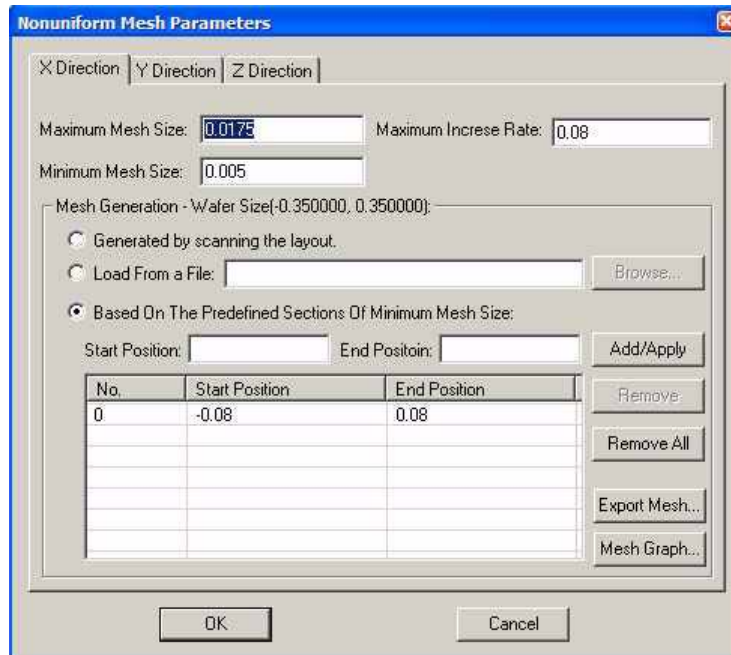 Nonuniform Mesh Parameters
X Direction Y Direction Z Direction
Maximum Mesh Size: 0.0175 Maximum Increse Rate: 0.08
Minimum Mesh Size: 0.005
Mesh Generation - Wafer Size(-0.350000, 0.350000):
Generated by scanning the layout.
Load From a File: Browse...
Based On The Predefined Sections Of Minimum Mesh Size:
Start Position: End Positoin: Add/Apply
No. Start Position End Position
0 -0.08 0.08
Remove
Remove All
Export Mesh...
Mesh Graph...
OK Cancel